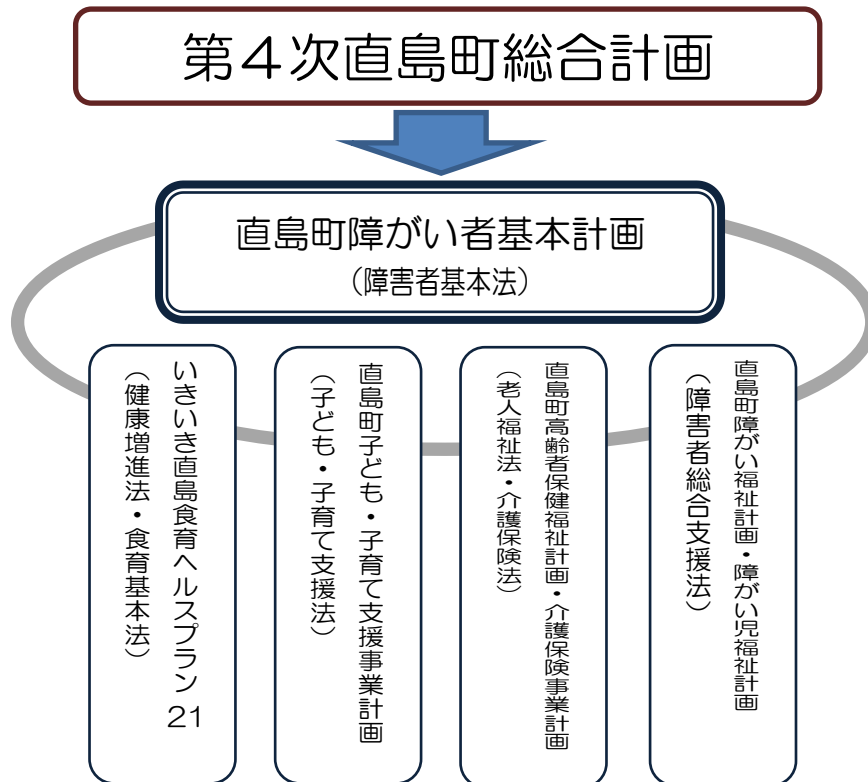 第４次直島町総合計画
直島町障がい者基本計画
（障害者基本法）
直島町障がい福祉計画・障がい児福祉計画
（障害者総合支援法）
直島町高齢者保健福祉計画・介護保険事業計画
（老人福祉法・介護保険法）
直島町子ども・子育て支援事業計画
（子ども・子育て支援法）
いきいき直島食育ヘルスプラン21
（健康増進法・食育基本法）